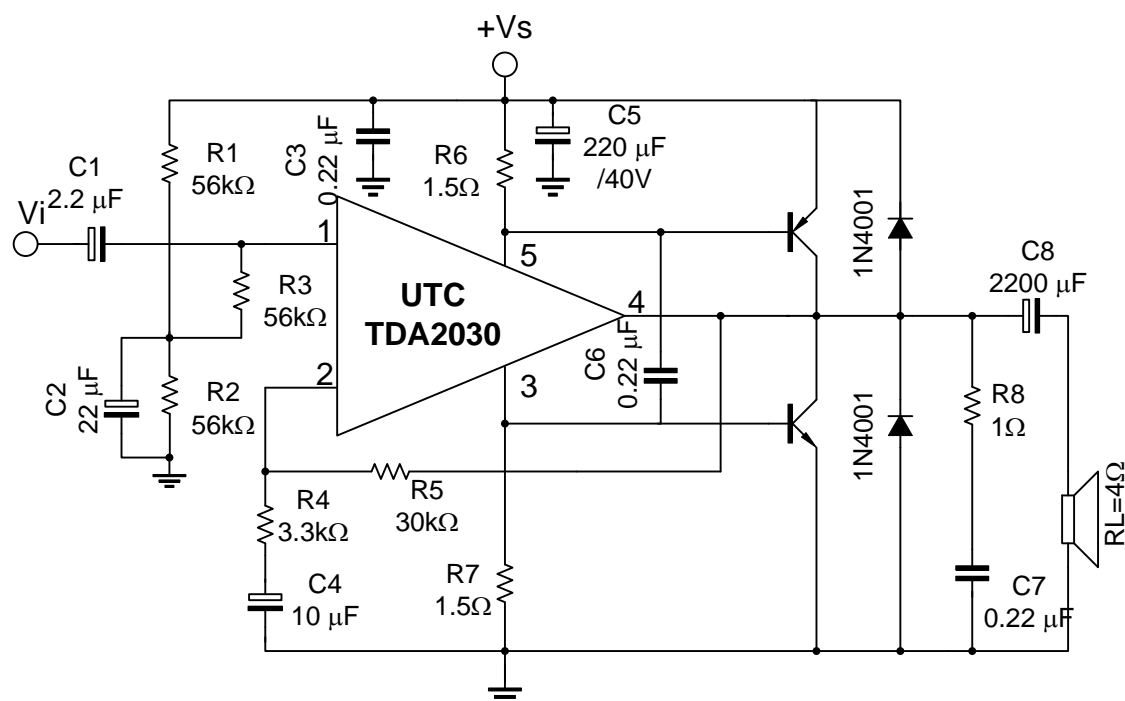 +Vs
C1
2.2 µF
Vi
R1
56kΩ
C3
0.22 µF
R6
1.5Ω
C5
220 µF
/40V
1N4001
C8
2200 µF
1
5
R3
56kΩ
UTC
TDA2030
4
2
3
C6
0.22 µF
C2
22 µF
R2
56kΩ
1N4001
R8
1Ω
R4
3.3kΩ
R5
30kΩ
RL=4Ω
C4
10 µF
R7
1.5Ω
C7
0.22 µF